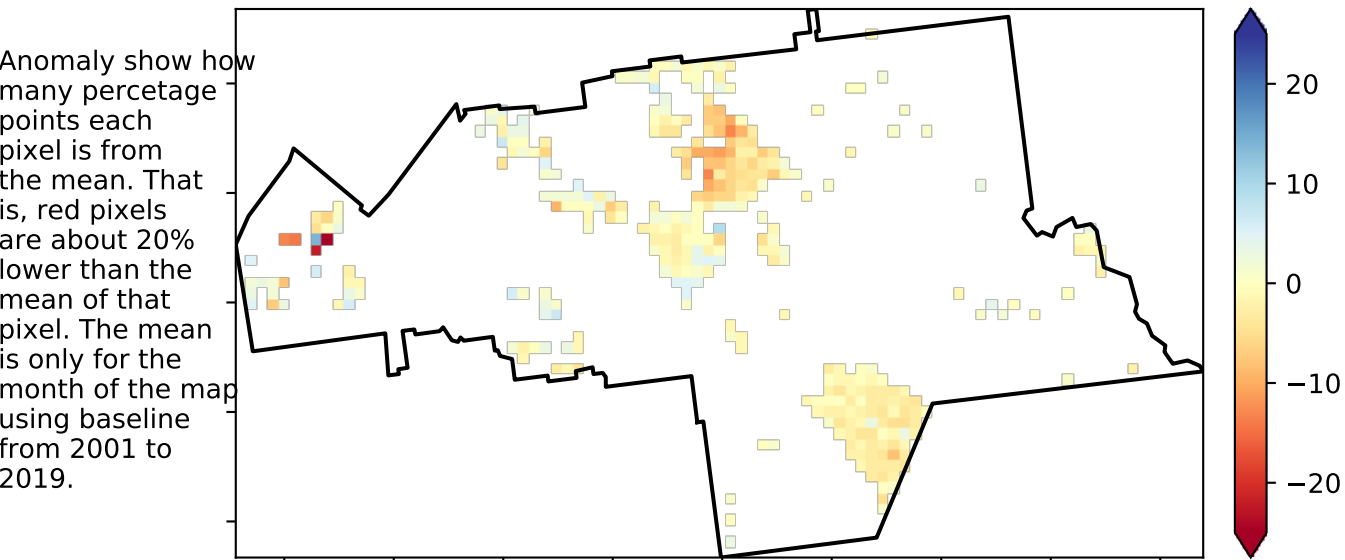 Anomaly show how
many percetage
points each
pixel is from
the mean. That
is, red pixels
are about 20%
lower than the
mean of that
pixel. The mean
is only for the
month of the map
using baseline
from 2001 to
2019.
20
10
0
−10
−20